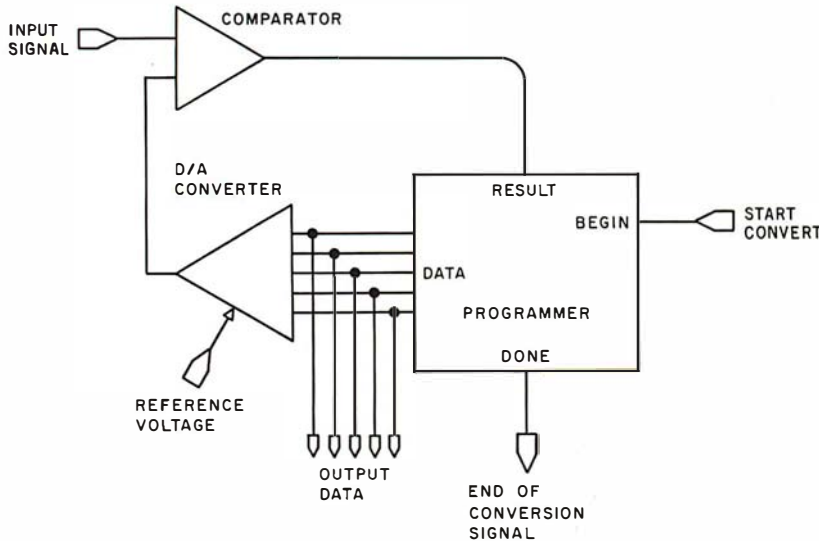 COMPARATOR
INPUT
SIGNAL
D/A
CONVERTER
RESULT
BEGIN
START
CONVERT
DATA
PROGRAMMER
DONE
REFERENCE
VOLTAGE
OUTPUT
DATA
END OF
CONVERSION
SIGNAL